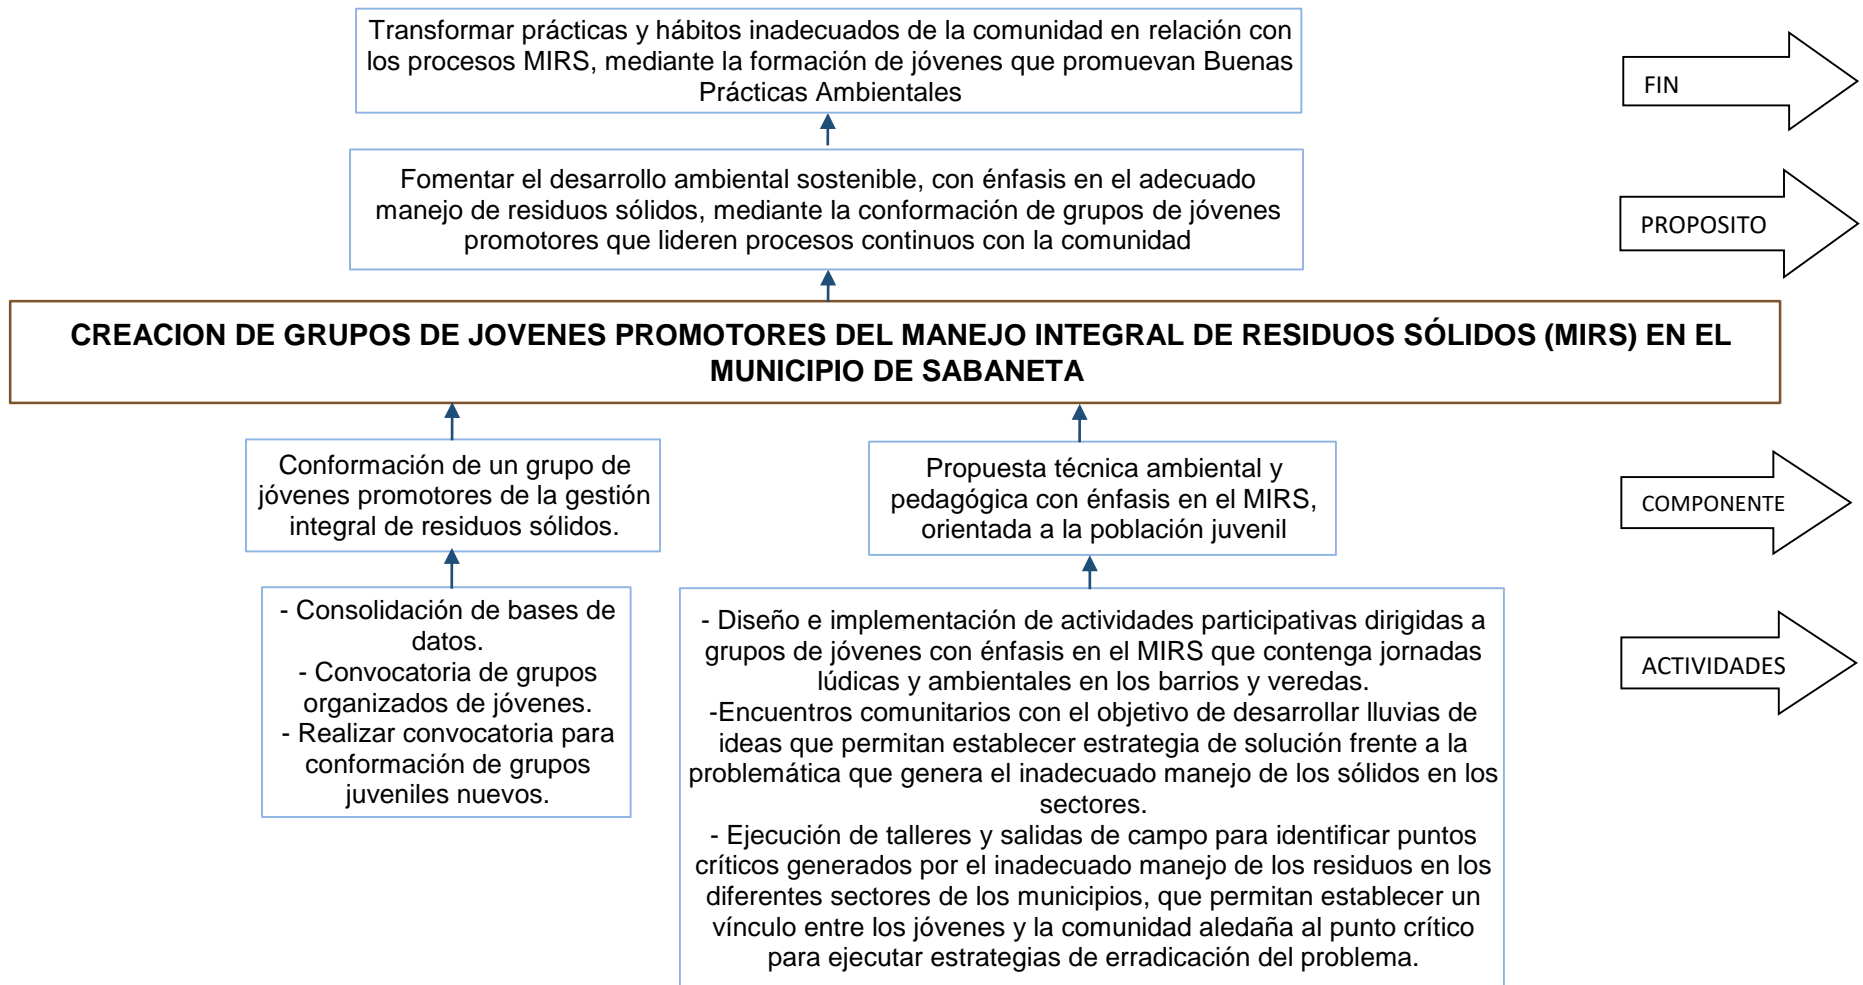 Transformar prácticas y hábitos inadecuados de la comunidad en relación con
los procesos MIRS, mediante la formación de jóvenes que promuevan Buenas
Prácticas Ambientales
FIN
Fomentar el desarrollo ambiental sostenible, con énfasis en el adecuado
manejo de residuos sólidos, mediante la conformación de grupos de jóvenes
promotores que lideren procesos continuos con la comunidad
PROPOSITO
CREACION DE GRUPOS DE JOVENES PROMOTORES DEL MANEJO INTEGRAL DE RESIDUOS SÓLIDOS (MIRS) EN EL
MUNICIPIO DE SABANETA
Conformación de un grupo de
jóvenes promotores de la gestión
integral de residuos sólidos.
Propuesta técnica ambiental y
pedagógica con énfasis en el MIRS,
orientada a la población juvenil
COMPONENTE
- Consolidación de bases de
datos.
- Convocatoria de grupos
organizados de jóvenes.
- Realizar convocatoria para
conformación de grupos
juveniles nuevos.
- Diseño e implementación de actividades participativas dirigidas a
grupos de jóvenes con énfasis en el MIRS que contenga jornadas
lúdicas y ambientales en los barrios y veredas.
-Encuentros comunitarios con el objetivo de desarrollar lluvias de
ideas que permitan establecer estrategia de solución frente a la
problemática que genera el inadecuado manejo de los sólidos en los
sectores.
- Ejecución de talleres y salidas de campo para identificar puntos
críticos generados por el inadecuado manejo de los residuos en los
diferentes sectores de los municipios, que permitan establecer un
vínculo entre los jóvenes y la comunidad aledaña al punto crítico
para ejecutar estrategias de erradicación del problema.
ACTIVIDADES